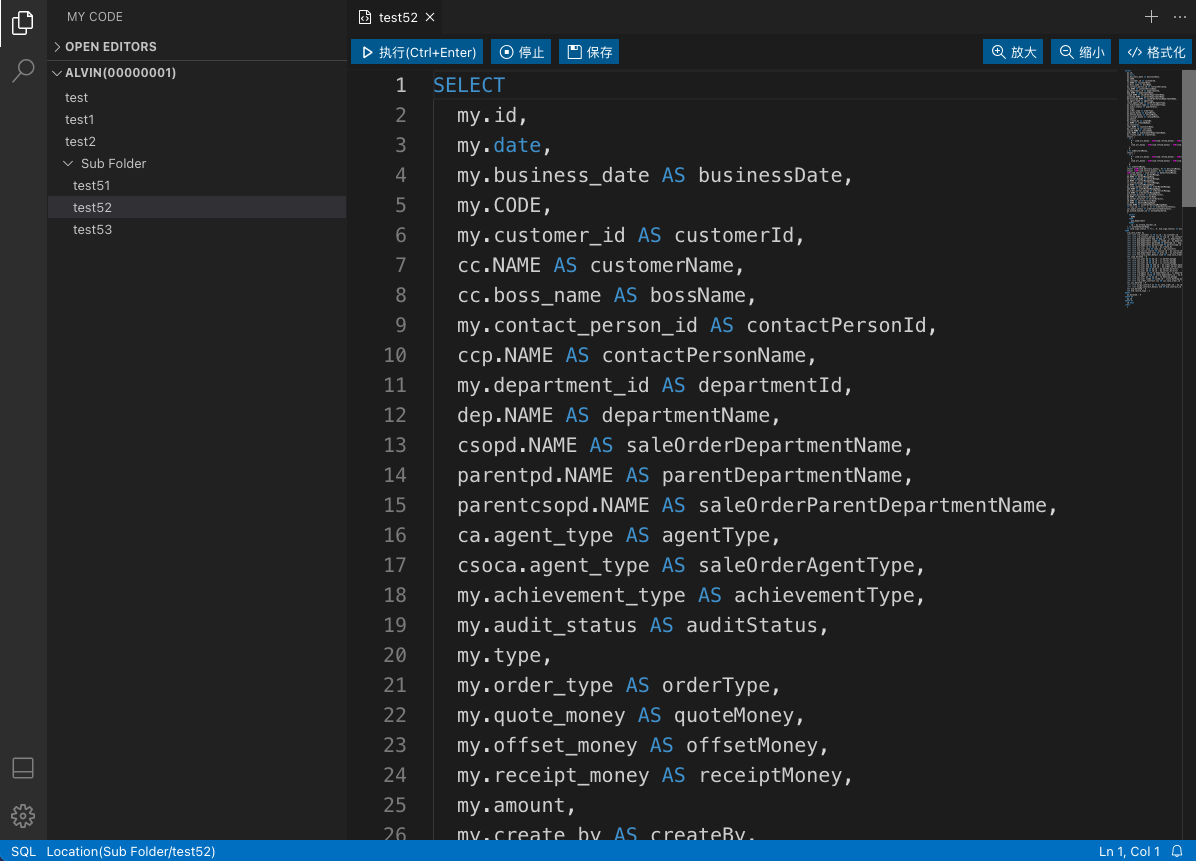 MY CODE
OPEN EDITORS
ALVIN(00000001)
test
test1
test2
Sub Folder
test51
test52
test53
test52
执行(Ctrl+Enter) 停止 保存 放大 缩小 格式化
1 SELECT
2 my.id,
3 my.date,
4 my.business_date AS businessDate,
5 my.CODE,
6 my.customer_id AS customerId,
7 cc.NAME AS customerName,
8 cc.boss_name AS bossName,
9 my.contact_person_id AS contactPersonId,
10 ccp.NAME AS contactPersonName,
11 my.department_id AS departmentId,
12 dep.NAME AS departmentName,
13 csopd.NAME AS saleOrderDepartmentName,
14 parentpd.NAME AS parentDepartmentName,
15 parentcsopd.NAME AS saleOrderParentDepartmentName,
16 ca.agent_type AS agentType,
17 csoca.agent_type AS saleOrderAgentType,
18 my.achievement_type AS achievementType,
19 my.audit_status AS auditStatus,
20 my.type,
21 my.order_type AS orderType,
22 my.quote_money AS quoteMoney,
23 my.offset_money AS offsetMoney,
24 my.receipt_money AS receiptMoney,
25 my.amount,
26 my.create_by AS createBy,
SQL Location(Sub Folder/test52) Ln 1, Col 1